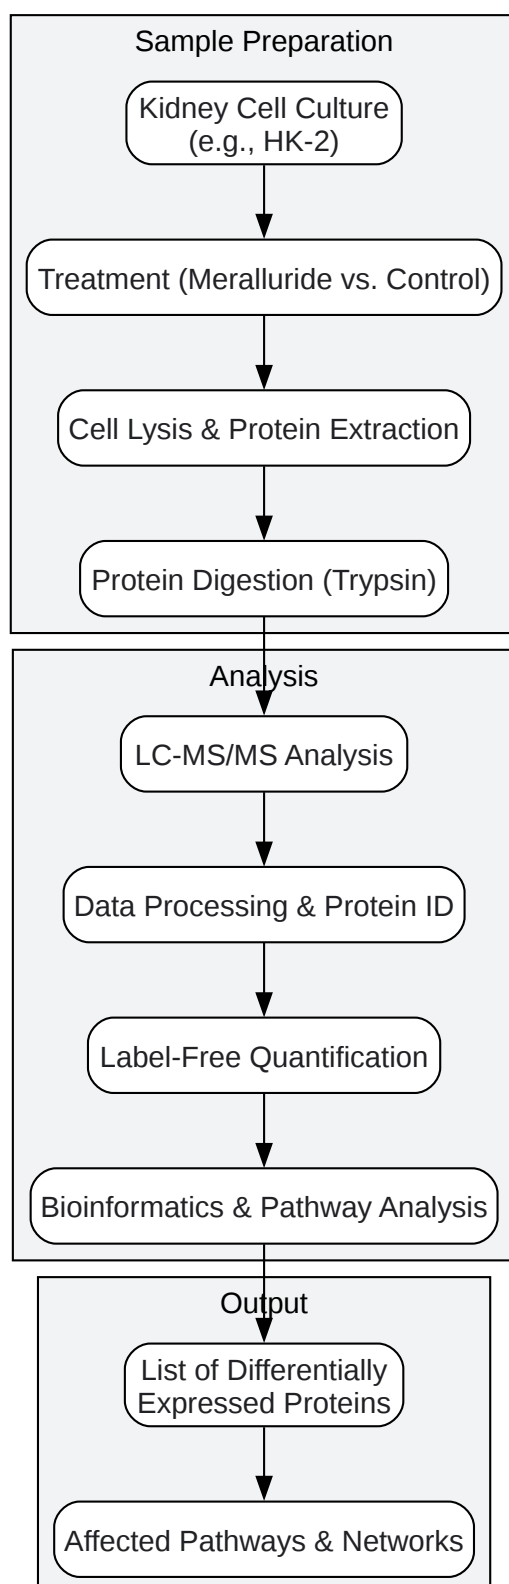 Sample Preparation
Kidney Cell Culture
(e.g., HK-2)
Treatment (Meralluride vs. Control)
Cell Lysis & Protein Extraction
Protein Digestion (Trypsin)
Analysis
LC-MS/MS Analysis
Data Processing & Protein ID
Label-Free Quantification
Bioinformatics & Pathway Analysis
Output
List of Differentially
Expressed Proteins
Affected Pathways & Networks